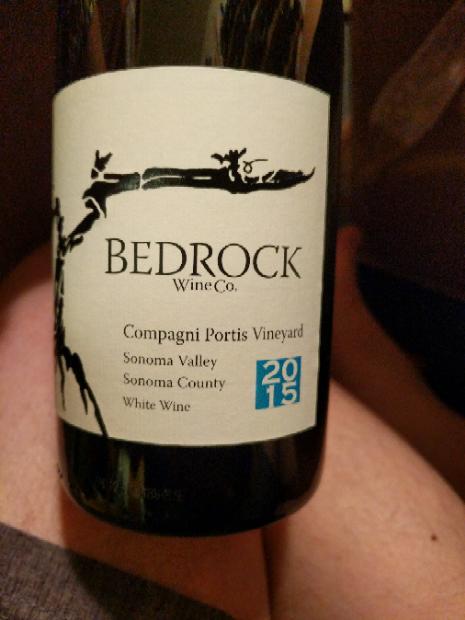 BEDROCK
Wine Co.
Compagni Portis Vineyard
Sonoma Valley
Sonoma County
White Wine
20
15